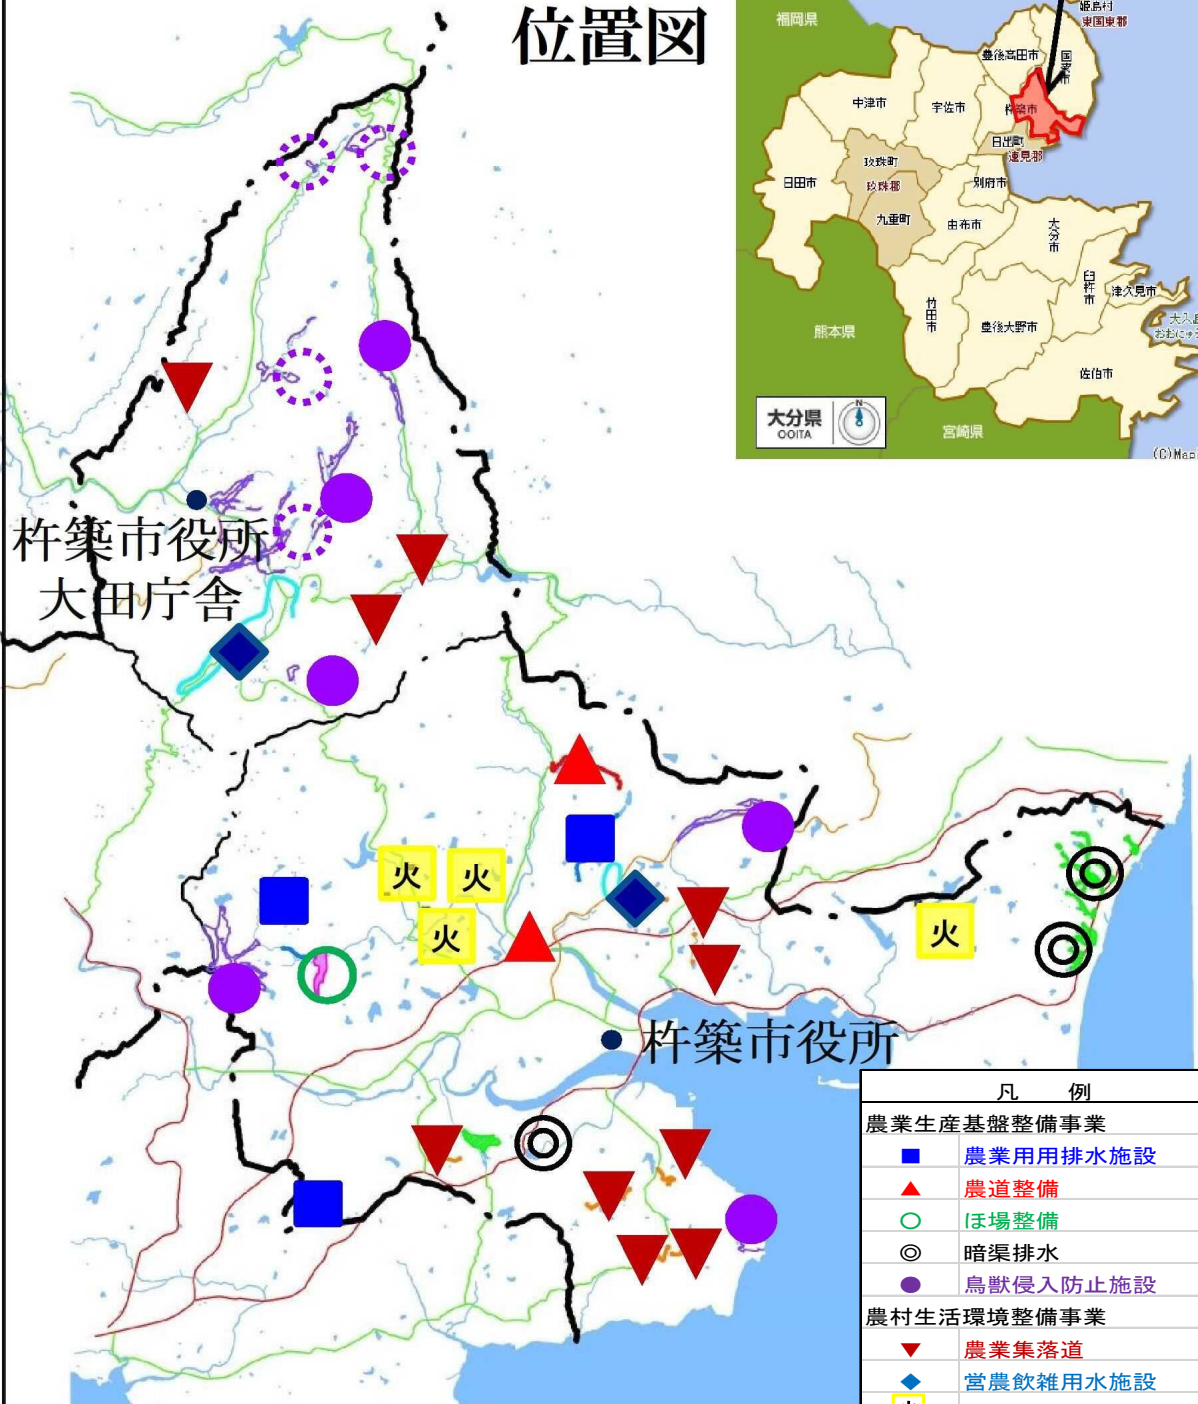 位置図
福岡県
姫島村
東国東郡
豊後高田市
国東市
中津市
宇佐市
杵築市
日出町
速見郡
玖珠町
玖珠郡
日田市
別府市
九重町
由布市
大分市
臼杵市
津久見市
竹田市
豊後大野市
熊本県
佐伯市
大分県
OOITA
N
宮崎県
(C)Map
杵築市役所
大田庁舎
火
火
火
火
杵築市役所
凡 例
農業生産基盤整備事業
農業用用排水施設
農道整備
ほ場整備
暗渠排水
鳥獣侵入防止施設
農村生活環境整備事業
農業集落道
営農飲雑用水施設